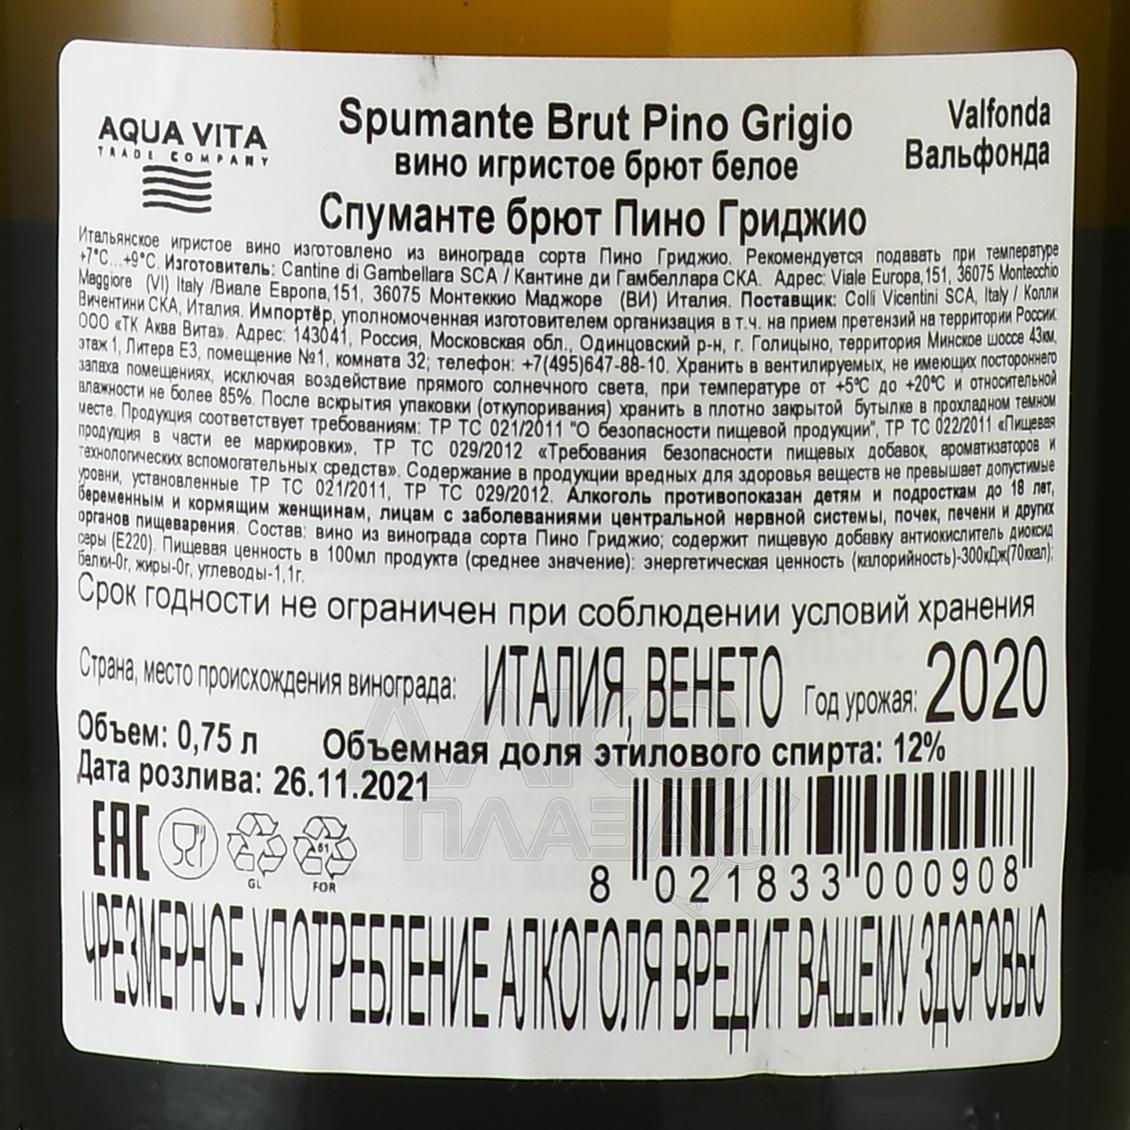 AQUA VITA
TRADE COMPANY
Spumante Brut Pino Grigio
вино игристое брют белое
Спуманте брют Пино Гриджио
Valfonda
Вальфонда
Итальянское игристое вино изготовлено из винограда сорта Пино Гриджио. Рекомендуется подавать при температуре
+7°С...+9°С. Изготовитель: Cantine di Gambellara SCA / Кантине ди Гамбеллара СКА. Адрес: Viale Europa,151, 36075 Montecchio
Maggiore (VI) Italy /Виале Европа,151, 36075 Монтеккио Маджоре (ВИ) Италия. Поставщик: Colli Vicentini SCA, Italy / Колли
Вичентини СКА, Италия. Импортёр, уполномоченная изготовителем организация в т.ч. на прием претензий на территории России:
ООО «ТК Аква Вита». Адрес: 143041, Россия, Московская обл., Одинцовский р-н, г. Голицыно, территория Минское шоссе 43км,
этаж 1, Литера Е3, помещение №1, комната 32; телефон: +7(495)647-88-10. Хранить в вентилируемых, не имеющих постороннего
запаха помещениях, исключая воздействие прямого солнечного света, при температуре от +5°С до +20°С и относительной
влажности не более 85%. После вскрытия упаковки (откупоривания) хранить в плотно закрытой бутылке в прохладном темном
месте. Продукция соответствует требованиям: ТР ТС 021/2011 "О безопасности пищевой продукции", ТР ТС 022/2011 «Пищевая
продукция в части ее маркировки», ТР ТС 029/2012 «Требования безопасности пищевых добавок, ароматизаторов и
технологических вспомогательных средств». Содержание в продукции вредных для здоровья веществ не превышает допустимые
уровни, установленные ТР ТС 021/2011, ТР ТС 029/2012. Алкоголь противопоказан детям и подросткам до 18 лет,
беременным и кормящим женщинам, лицам с заболеваниями центральной нервной системы, почек, печени и других
органов пищеварения. Состав: вино из винограда сорта Пино Гриджио; содержит пищевую добавку антиокислитель диоксид
серы (Е220). Пищевая ценность в 100мл продукта (среднее значение): энергетическая ценность (калорийность)-300кДж(70ккал);
белки-0г, жиры-0г, углеводы-1,1г.
Срок годности не ограничен при соблюдении условий хранения
Страна, место происхождения винограда: ИТАЛИЯ, ВЕНЕТО Год урожая: 2020
Объем: 0,75 л Объемная доля этилового спирта: 12%
Дата розлива: 26.11.2021
АЛКО
ПЛАЗА.ru
EAC
GL
61
FOR
8 021833 000908
ЧРЕЗМЕРНОЕ УПОТРЕБЛЕНИЕ АЛКОГОЛЯ ВРЕДИТ ВАШЕМУ ЗДОРОВЬЮ